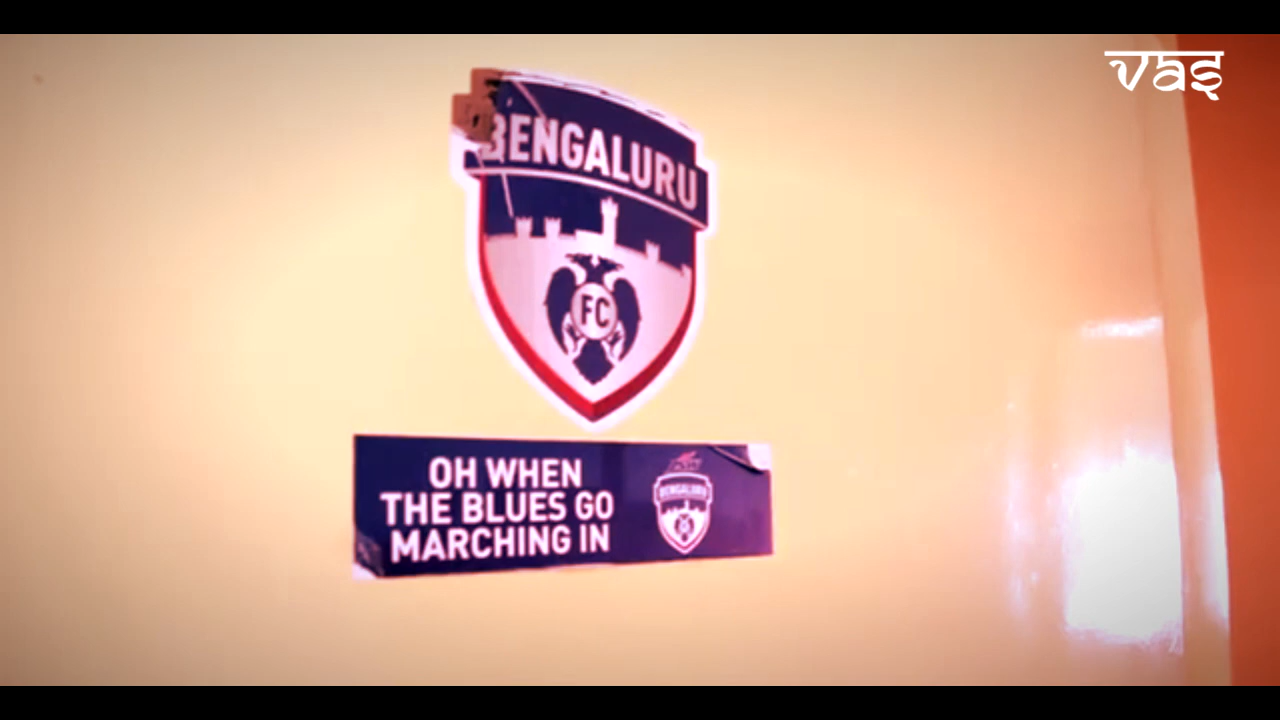 vas
BENGALURU
FC
OH WHEN
THE BLUES GO
MARCHING IN
BENGALURU